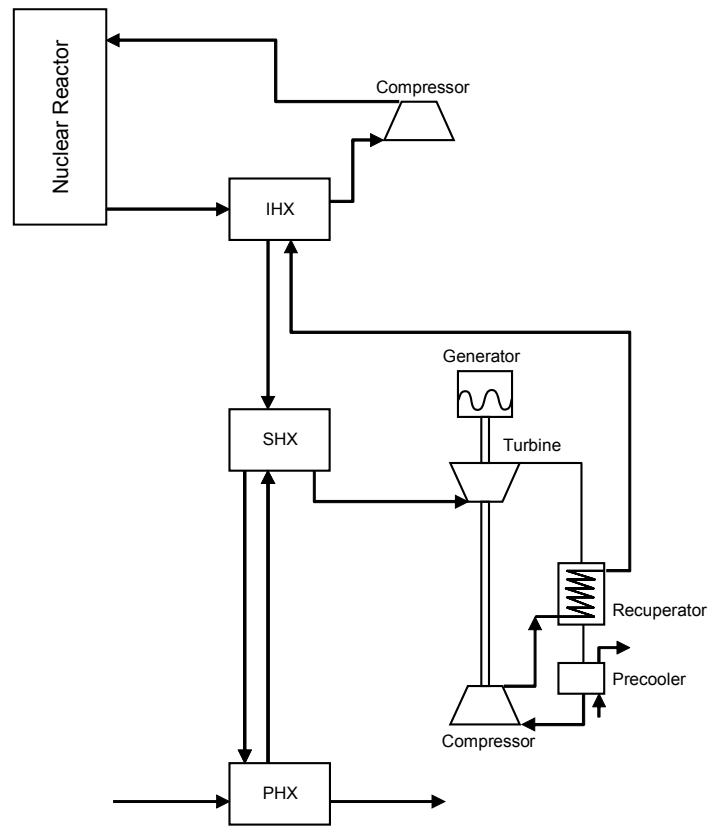 Nuclear Reactor
Compressor
IHX
Generator
SHX
Turbine
Recuperator
Precooler
Compressor
PHX